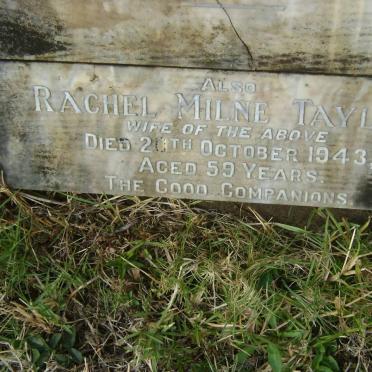 ALSO
RACHEL MILNE TAYL
WIFE OF THE ABOVE
DIED OCTOBER 1943
AGED 59 YEARS.
THE GOOD COMPANIONS.